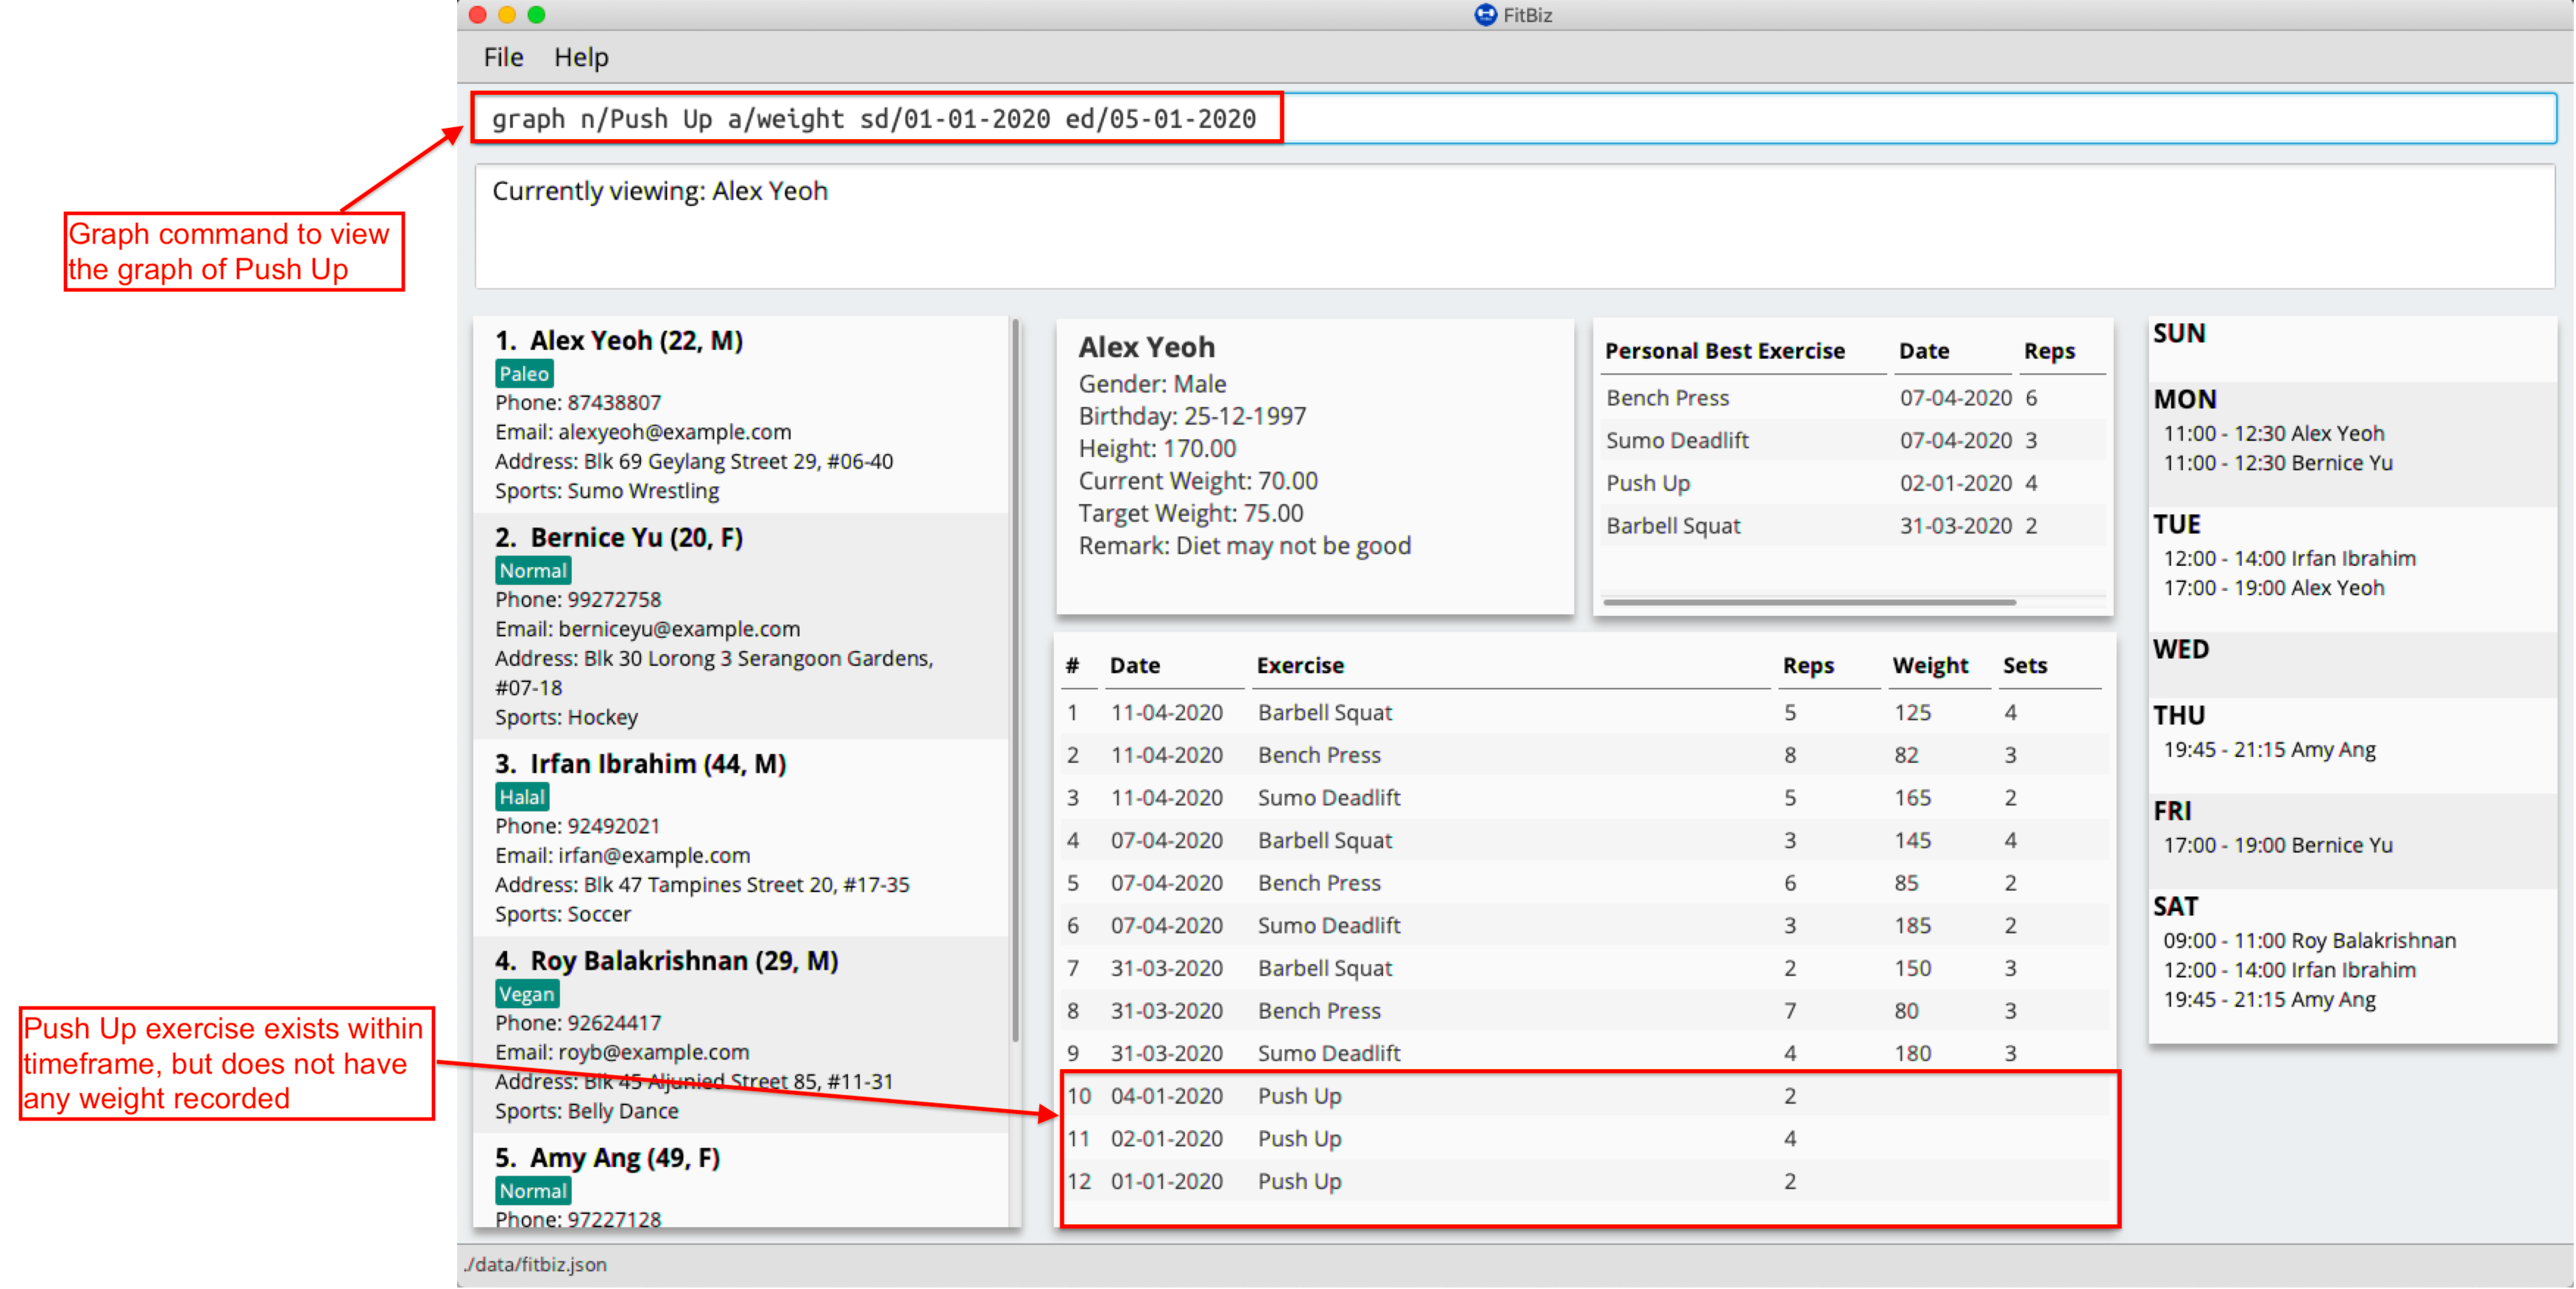 FitBiz
File Help
graph n/Push Up a/weight sd/01-01-2020 ed/05-01-2020
Currently viewing: Alex Yeoh
Graph command to view
the graph of Push Up
1. Alex Yeoh (22, M)
Paleo
Phone: 87438807
Email: alexyeoh@example.com
Address: Blk 69 Geylang Street 29, #06-40
Sports: Sumo Wrestling
2. Bernice Yu (20, F)
Normal
Phone: 99272758
Email: berniceyu@example.com
Address: Blk 30 Lorong 3 Serangoon Gardens,
#07-18
Sports: Hockey
3. Irfan Ibrahim (44, M)
Halal
Phone: 92492021
Email: irfan@example.com
Address: Blk 47 Tampines Street 20, #17-35
Sports: Soccer
4. Roy Balakrishnan (29, M)
Vegan
Phone: 92624417
Email: royb@example.com
Address: Blk 45 Aljunied Street 85, #11-31
Sports: Belly Dance
5. Amy Ang (49, F)
Normal
Phone: 97227128
Push Up exercise exists within
timeframe, but does not have
any weight recorded
Alex Yeoh
Gender: Male
Birthday: 25-12-1997
Height: 170.00
Current Weight: 70.00
Target Weight: 75.00
Remark: Diet may not be good
Personal Best Exercise Date Reps
Bench Press 07-04-2020 6
Sumo Deadlift 07-04-2020 3
Push Up 02-01-2020 4
Barbell Squat 31-03-2020 2
# Date Exercise Reps Weight Sets
1 11-04-2020 Barbell Squat 5 125 4
2 11-04-2020 Bench Press 8 82 3
3 11-04-2020 Sumo Deadlift 5 165 2
4 07-04-2020 Barbell Squat 3 145 4
5 07-04-2020 Bench Press 6 85 2
6 07-04-2020 Sumo Deadlift 3 185 2
7 31-03-2020 Barbell Squat 2 150 3
8 31-03-2020 Bench Press 7 80 3
9 31-03-2020 Sumo Deadlift 4 180 3
10 04-01-2020 Push Up 2
11 02-01-2020 Push Up 4
12 01-01-2020 Push Up 2
SUN
MON
11:00 - 12:30 Alex Yeoh
11:00 - 12:30 Bernice Yu
TUE
12:00 - 14:00 Irfan Ibrahim
17:00 - 19:00 Alex Yeoh
WED
THU
19:45 - 21:15 Amy Ang
FRI
17:00 - 19:00 Bernice Yu
SAT
09:00 - 11:00 Roy Balakrishnan
12:00 - 14:00 Irfan Ibrahim
19:45 - 21:15 Amy Ang
./data/fitbiz.json